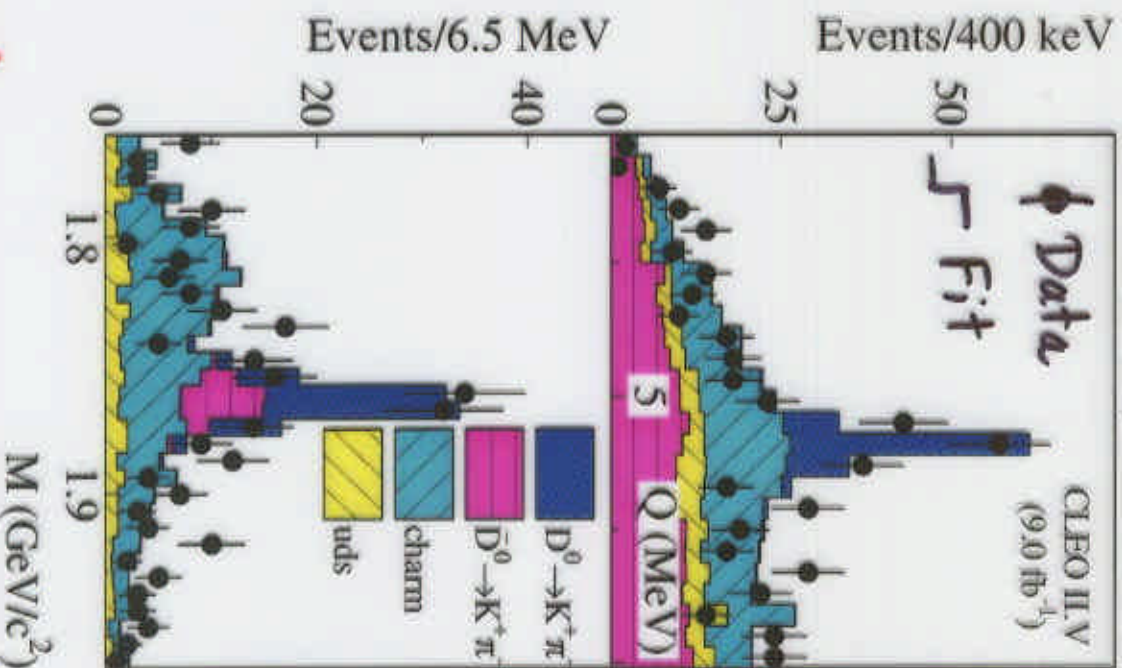 Events/400 keV
50
25
0
Data
Fit
CLEO II.V
(9.0 fb⁻¹)
5
Q (MeV)
Events/6.5 MeV
40
20
0
D⁰→K⁺π
D̄⁰→K⁺π
charm
uds
1.8
1.9
M (GeV/c²)